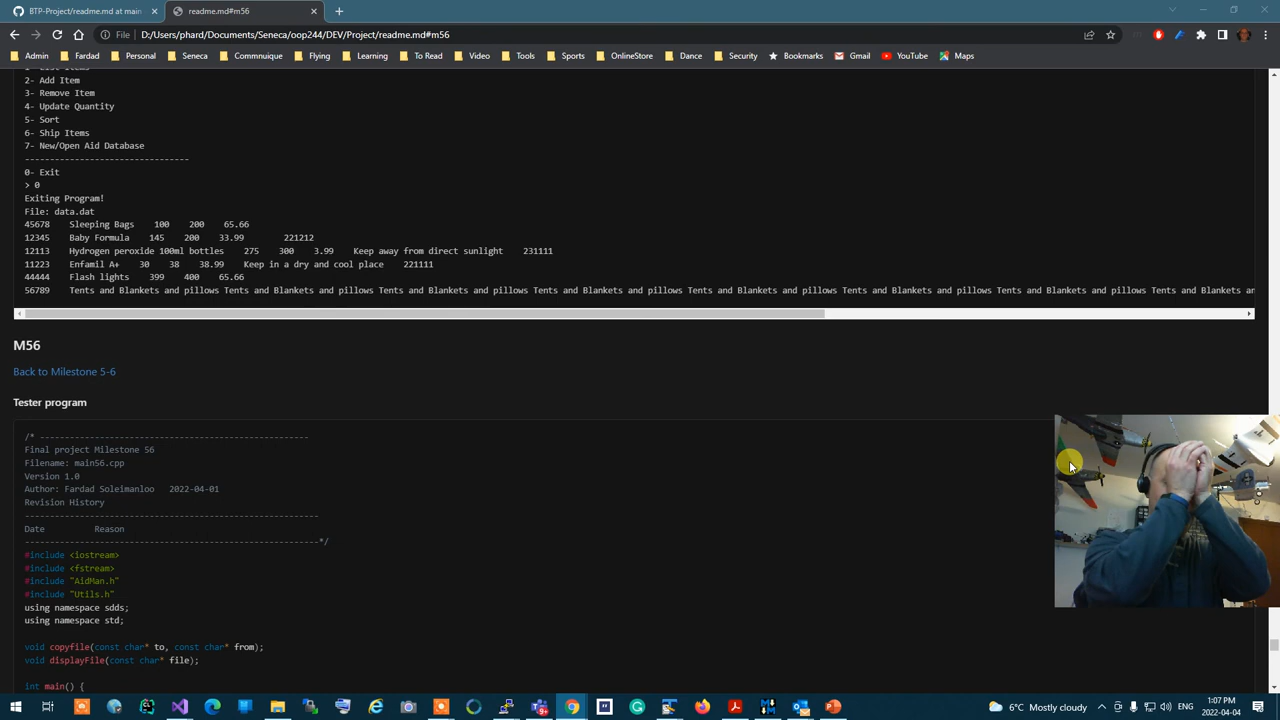 BTP-Project/readme.md at main
readme.md#m56
File
D:/Users/phard/Documents/Seneca/oop244/DEV/Project/readme.md#m56
Admin Fardad Personal Seneca Commnuique Flying Learning To Read Video Tools Sports OnlineStore Dance Security Bookmarks Gmail YouTube Maps
2- Add Item
3- Remove Item
4- Update Quantity
5- Sort
6- Ship Items
7- New/Open Aid Database
---------------------------------
0- Exit
> 0
Exiting Program!
File: data.dat
45678 Sleeping Bags 100 200 65.66
12345 Baby Formula 145 200 33.99 221212
12113 Hydrogen peroxide 100ml bottles 275 300 3.99 Keep away from direct sunlight 231111
11223 Enfamil A+ 30 38 38.99 Keep in a dry and cool place 221111
44444 Flash lights 399 400 65.66
56789 Tents and Blankets and pillows Tents and Blankets and pillows Tents and Blankets and pillows Tents and Blankets and pillows Tents and Blankets and pillows Tents and Blankets and pillows Tents and Blankets and pillows Tents and Blankets an
M56
Back to Milestone 5-6
Tester program
/* ------------------------------------------------------
Final project Milestone 56
Filename: main56.cpp
Version 1.0
Author: Fardad Soleimanloo 2022-04-01
Revision History
-----------------------------------------------------------
Date Reason
-----------------------------------------------------------*/
#include <iostream>
#include <fstream>
#include "AidMan.h"
#include "Utils.h"
using namespace sdds;
using namespace std;
void copyfile(const char* to, const char* from);
void displayFile(const char* file);
int main() {
6°C Mostly cloudy
ENG
1:07 PM
2022-04-04